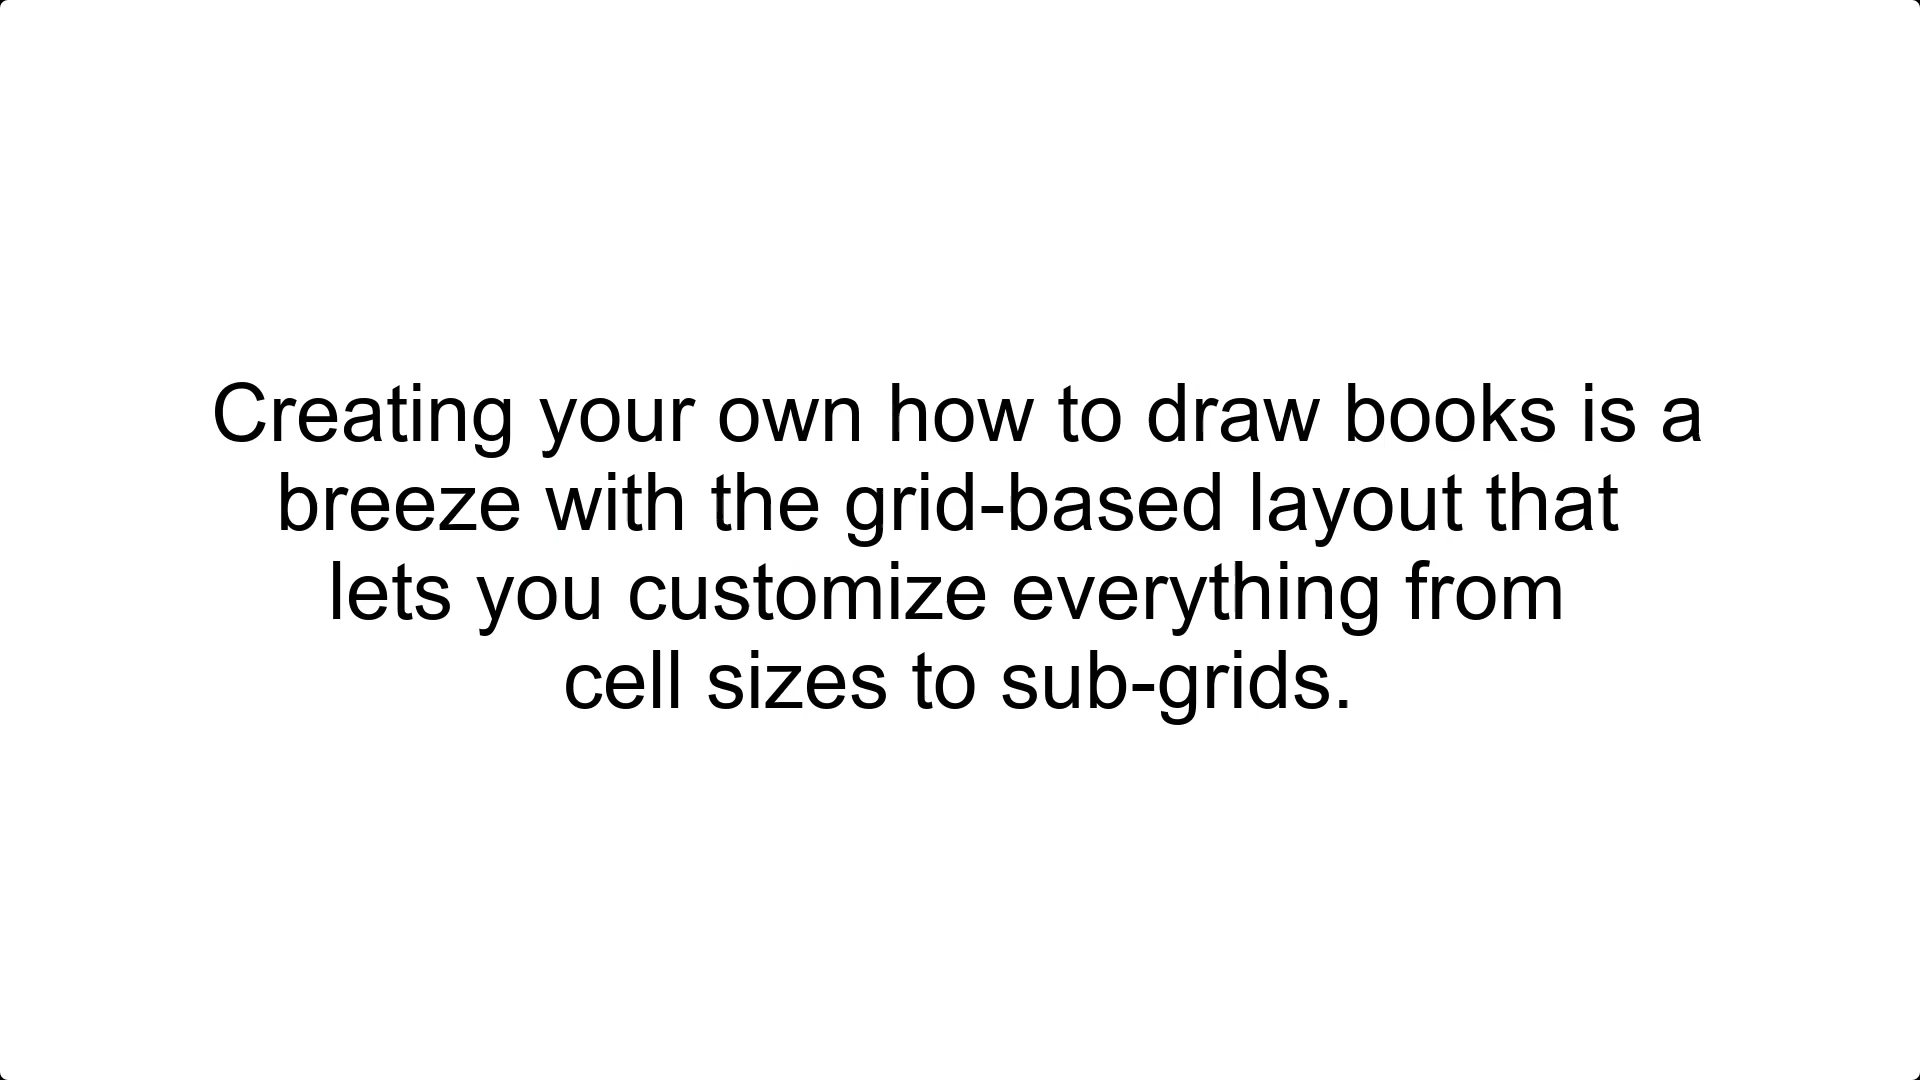 Creating your own how to draw books is a
breeze with the grid-based layout that
lets you customize everything from
cell sizes to sub-grids.